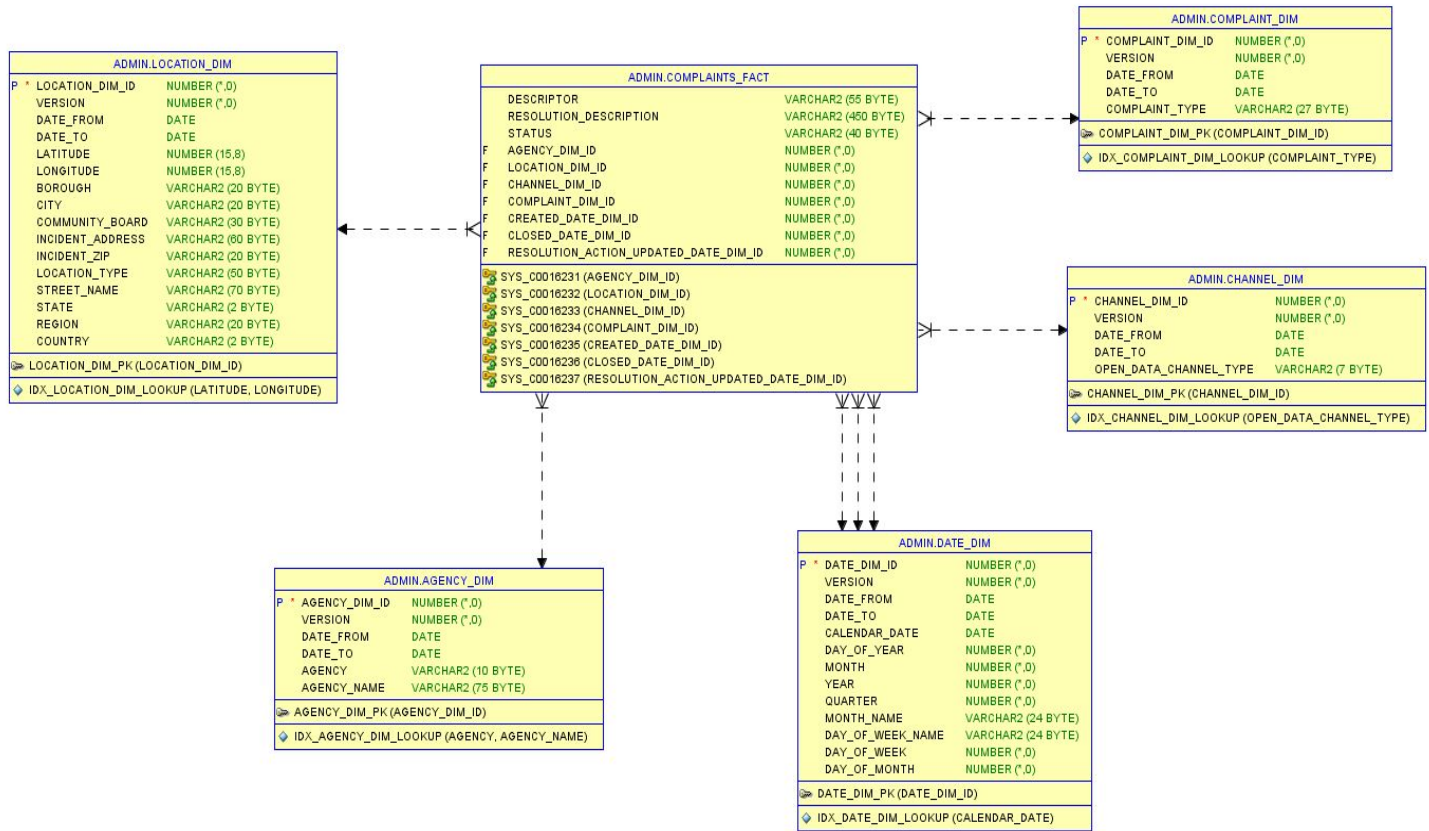 ADMIN.LOCATION_DIM
P * LOCATION_DIM_ID NUMBER (*,0)
VERSION NUMBER (*,0)
DATE_FROM DATE
DATE_TO DATE
LATITUDE NUMBER (15,8)
LONGITUDE NUMBER (15,8)
BOROUGH VARCHAR2 (20 BYTE)
CITY VARCHAR2 (20 BYTE)
COMMUNITY_BOARD VARCHAR2 (30 BYTE)
INCIDENT_ADDRESS VARCHAR2 (60 BYTE)
INCIDENT_ZIP VARCHAR2 (20 BYTE)
LOCATION_TYPE VARCHAR2 (50 BYTE)
STREET_NAME VARCHAR2 (70 BYTE)
STATE VARCHAR2 (2 BYTE)
REGION VARCHAR2 (20 BYTE)
COUNTRY VARCHAR2 (2 BYTE)
LOCATION_DIM_PK (LOCATION_DIM_ID)
IDX_LOCATION_DIM_LOOKUP (LATITUDE, LONGITUDE)
ADMIN.COMPLAINTS_FACT
DESCRIPTOR VARCHAR2 (55 BYTE)
RESOLUTION_DESCRIPTION VARCHAR2 (450 BYTE)
STATUS VARCHAR2 (40 BYTE)
F AGENCY_DIM_ID NUMBER (*,0)
F LOCATION_DIM_ID NUMBER (*,0)
F CHANNEL_DIM_ID NUMBER (*,0)
F COMPLAINT_DIM_ID NUMBER (*,0)
F CREATED_DATE_DIM_ID NUMBER (*,0)
F CLOSED_DATE_DIM_ID NUMBER (*,0)
F RESOLUTION_ACTION_UPDATED_DATE_DIM_ID NUMBER (*,0)
SYS_C0016231 (AGENCY_DIM_ID)
SYS_C0016232 (LOCATION_DIM_ID)
SYS_C0016233 (CHANNEL_DIM_ID)
SYS_C0016234 (COMPLAINT_DIM_ID)
SYS_C0016235 (CREATED_DATE_DIM_ID)
SYS_C0016236 (CLOSED_DATE_DIM_ID)
SYS_C0016237 (RESOLUTION_ACTION_UPDATED_DATE_DIM_ID)
ADMIN.COMPLAINT_DIM
P * COMPLAINT_DIM_ID NUMBER (*,0)
VERSION NUMBER (*,0)
DATE_FROM DATE
DATE_TO DATE
COMPLAINT_TYPE VARCHAR2 (27 BYTE)
COMPLAINT_DIM_PK (COMPLAINT_DIM_ID)
IDX_COMPLAINT_DIM_LOOKUP (COMPLAINT_TYPE)
ADMIN.CHANNEL_DIM
P * CHANNEL_DIM_ID NUMBER (*,0)
VERSION NUMBER (*,0)
DATE_FROM DATE
DATE_TO DATE
OPEN_DATA_CHANNEL_TYPE VARCHAR2 (7 BYTE)
CHANNEL_DIM_PK (CHANNEL_DIM_ID)
IDX_CHANNEL_DIM_LOOKUP (OPEN_DATA_CHANNEL_TYPE)
ADMIN.AGENCY_DIM
P * AGENCY_DIM_ID NUMBER (*,0)
VERSION NUMBER (*,0)
DATE_FROM DATE
DATE_TO DATE
AGENCY VARCHAR2 (10 BYTE)
AGENCY_NAME VARCHAR2 (75 BYTE)
AGENCY_DIM_PK (AGENCY_DIM_ID)
IDX_AGENCY_DIM_LOOKUP (AGENCY, AGENCY_NAME)
ADMIN.DATE_DIM
P * DATE_DIM_ID NUMBER (*,0)
VERSION NUMBER (*,0)
DATE_FROM DATE
DATE_TO DATE
CALENDAR_DATE DATE
DAY_OF_YEAR NUMBER (*,0)
MONTH NUMBER (*,0)
YEAR NUMBER (*,0)
QUARTER NUMBER (*,0)
MONTH_NAME VARCHAR2 (24 BYTE)
DAY_OF_WEEK_NAME VARCHAR2 (24 BYTE)
DAY_OF_WEEK NUMBER (*,0)
DAY_OF_MONTH NUMBER (*,0)
DATE_DIM_PK (DATE_DIM_ID)
IDX_DATE_DIM_LOOKUP (CALENDAR_DATE)